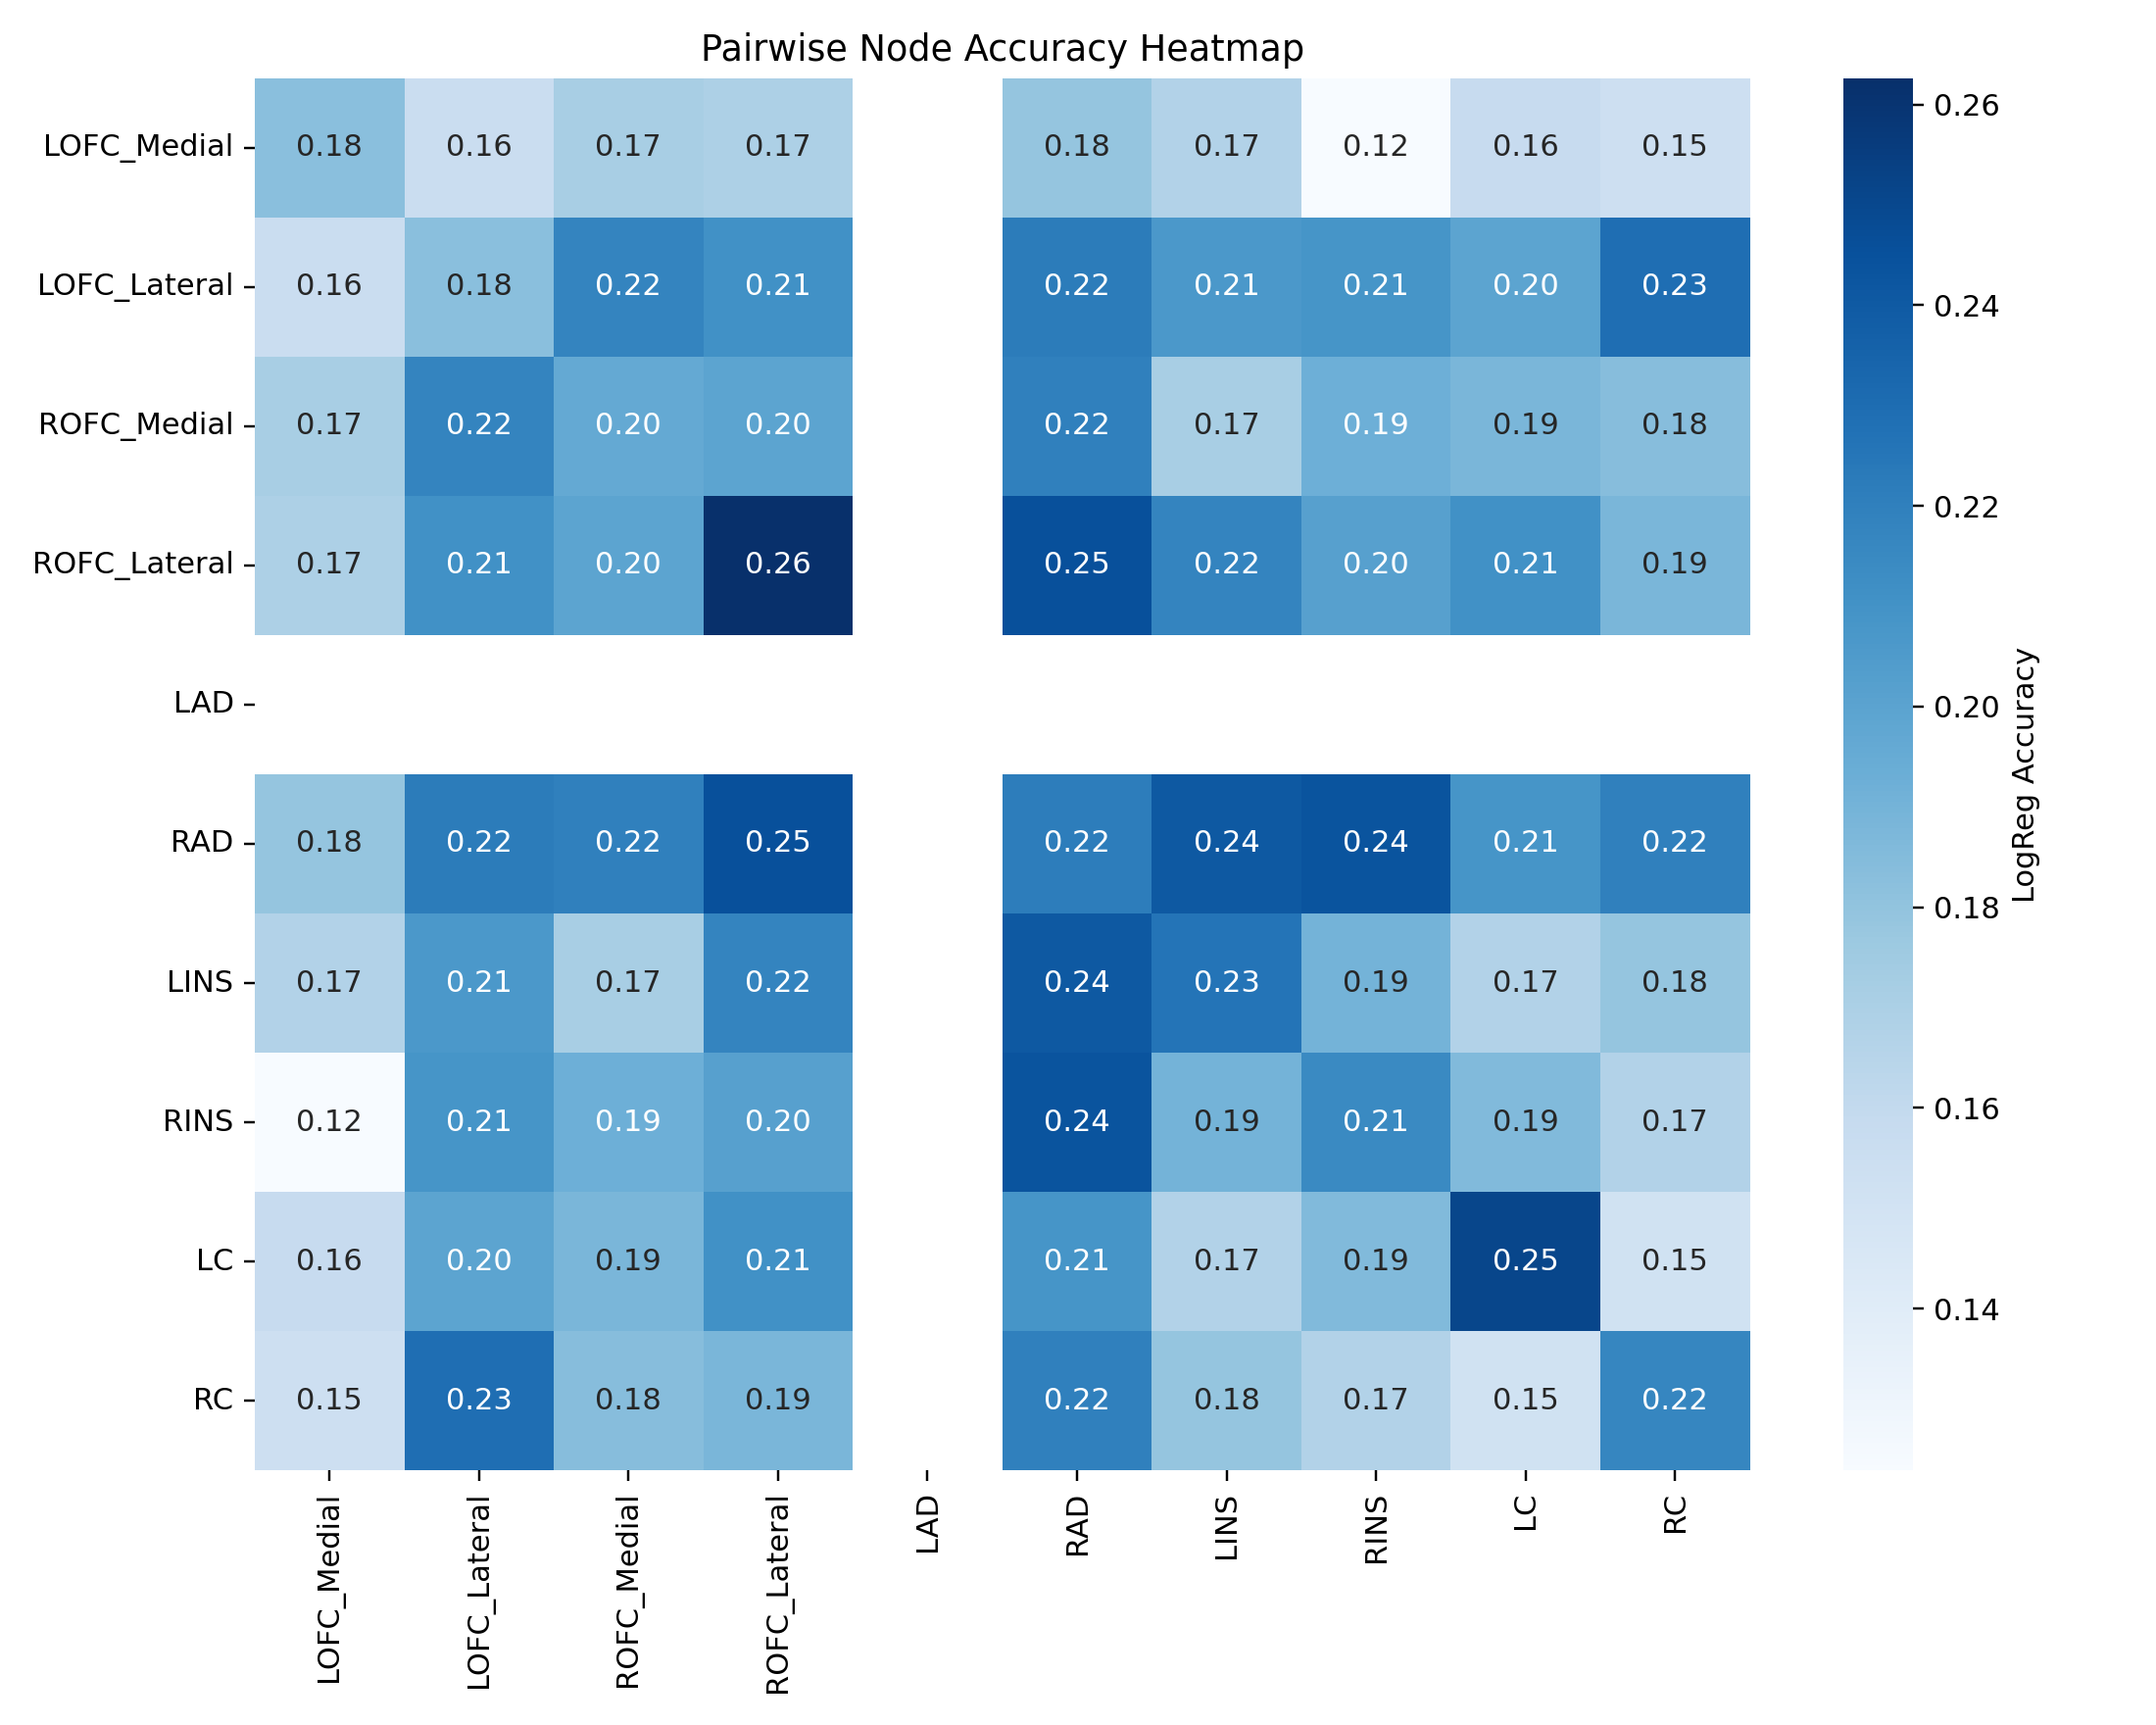 Pairwise Node Accuracy Heatmap
LOFC_Medial 0.18 0.16 0.17 0.17 0.18 0.17 0.12 0.16 0.15
LOFC_Lateral 0.16 0.18 0.22 0.21 0.22 0.21 0.21 0.20 0.23
ROFC_Medial 0.17 0.22 0.20 0.20 0.22 0.17 0.19 0.19 0.18
ROFC_Lateral 0.17 0.21 0.20 0.26 0.25 0.22 0.20 0.21 0.19
LAD
RAD 0.18 0.22 0.22 0.25 0.22 0.24 0.24 0.21 0.22
LINS 0.17 0.21 0.17 0.22 0.24 0.23 0.19 0.17 0.18
RINS 0.12 0.21 0.19 0.20 0.24 0.19 0.21 0.19 0.17
LC 0.16 0.20 0.19 0.21 0.21 0.17 0.19 0.25 0.15
RC 0.15 0.23 0.18 0.19 0.22 0.18 0.17 0.15 0.22
LOFC_Medial
LOFC_Lateral
ROFC_Medial
ROFC_Lateral
LAD
RAD
LINS
RINS
LC
RC
0.26
0.24
0.22
0.20
0.18
0.16
0.14
LogReg Accuracy